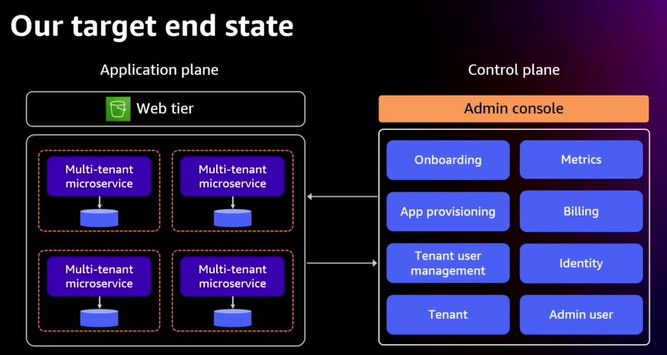 Our target end state
Application plane
Web tier
Multi-tenant
microservice
Multi-tenant
microservice
Multi-tenant
microservice
Multi-tenant
microservice
Control plane
Admin console
Onboarding
Metrics
App provisioning
Billing
Tenant user
management
Identity
Tenant
Admin user